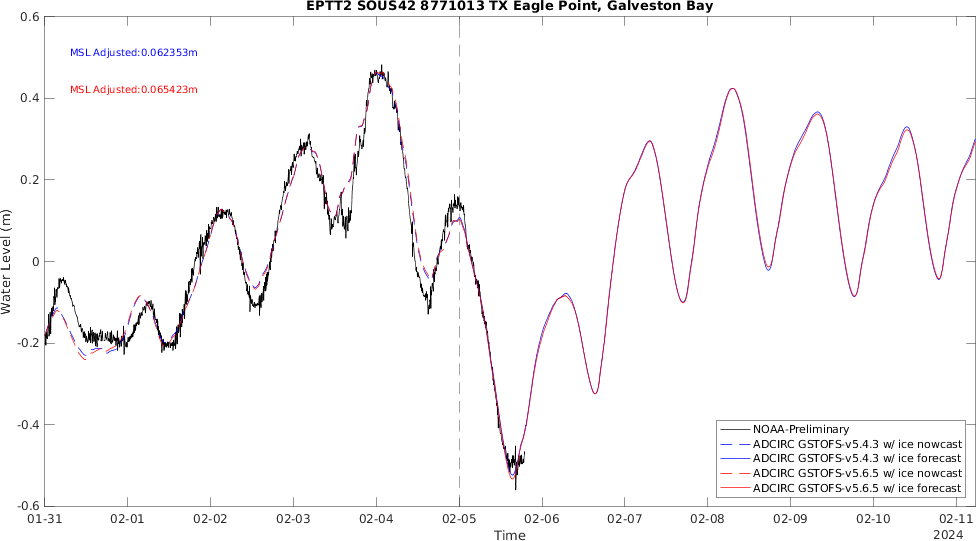 EPTT2 SOUS42 8771013 TX Eagle Point, Galveston Bay
0.6
0.4
0.2
0
-0.2
-0.4
-0.6
Water Level (m)
MSL Adjusted:0.062353m
MSL Adjusted:0.065423m
NOAA-Preliminary
ADCIRC GSTOFS-v5.4.3 w/ ice nowcast
ADCIRC GSTOFS-v5.4.3 w/ ice forecast
ADCIRC GSTOFS-v5.6.5 w/ ice nowcast
ADCIRC GSTOFS-v5.6.5 w/ ice forecast
01-31 02-01 02-02 02-03 02-04 02-05 02-06 02-07 02-08 02-09 02-10 02-11
Time
2024